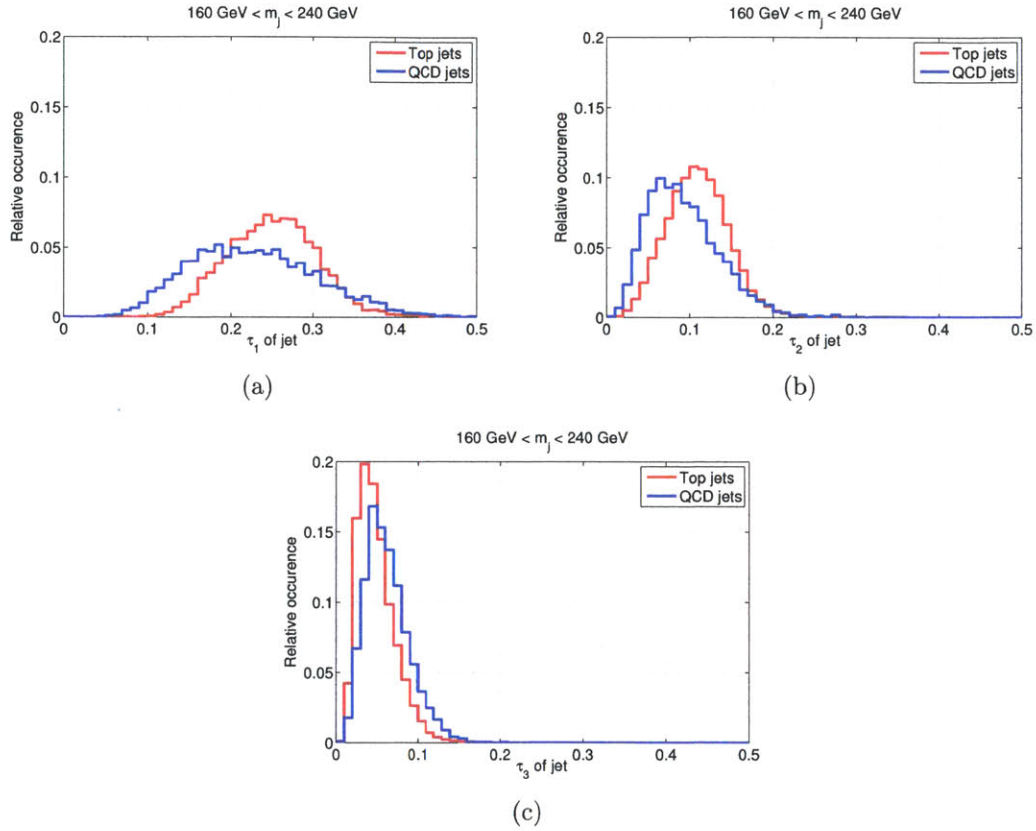 160 GeV < m_j < 240 GeV
0.2
0.15
0.1
0.05
0
Relative occurence
Top jets
QCD jets
0 0.1 0.2 0.3 0.4 0.5
τ_1 of jet
(a)
160 GeV < m_j < 240 GeV
0.2
0.15
0.1
0.05
0
Relative occurence
Top jets
QCD jets
0 0.1 0.2 0.3 0.4 0.5
τ_2 of jet
(b)
160 GeV < m_j < 240 GeV
0.2
0.15
0.1
0.05
0
Relative occurence
Top jets
QCD jets
0 0.1 0.2 0.3 0.4 0.5
τ_3 of jet
(c)